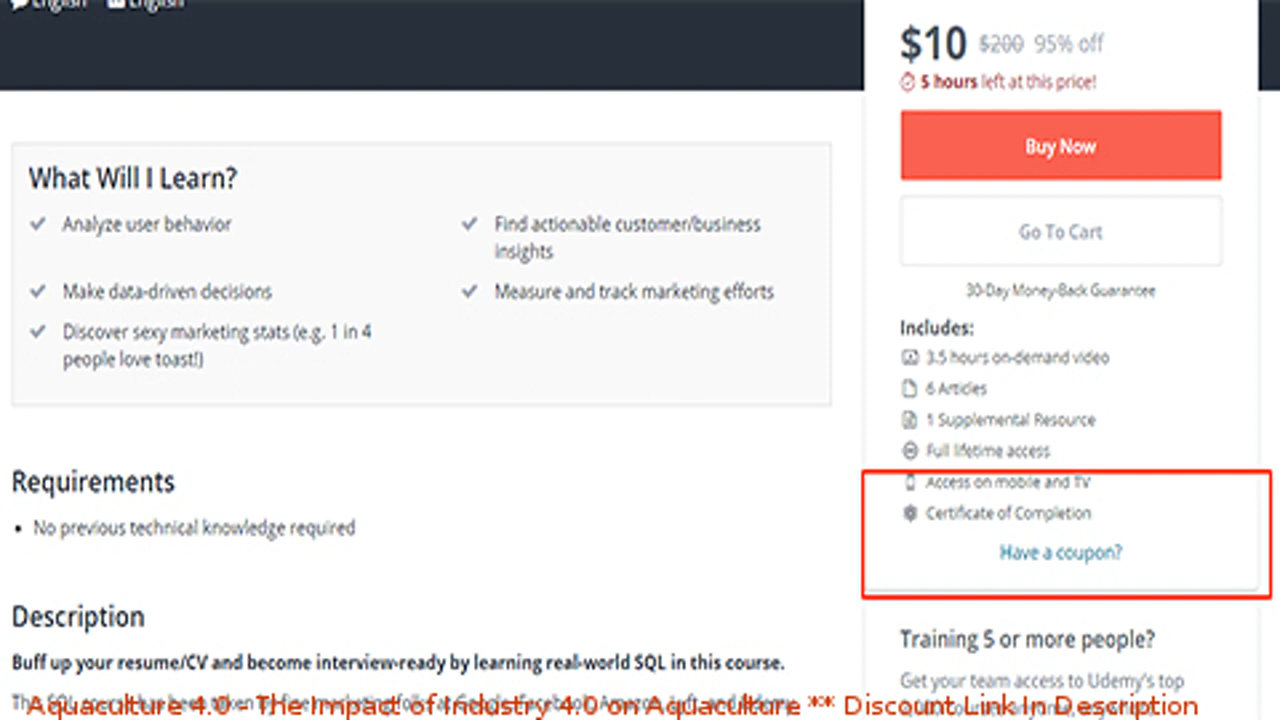 English English
$10 $200 95% off
5 hours left at this price!
Buy Now
Go To Cart
30-Day Money-Back Guarantee
Includes:
3.5 hours on-demand video
6 Articles
1 Supplemental Resource
Full lifetime access
Access on mobile and TV
Certificate of Completion
Have a coupon?
Training 5 or more people?
Get your team access to Udemy's top
What Will I Learn?
Analyze user behavior
Find actionable customer/business
insights
Make data-driven decisions
Measure and track marketing efforts
Discover sexy marketing stats (e.g. 1 in 4
people love toast!)
Requirements
• No previous technical knowledge required
Description
Buff up your resume/CV and become interview-ready by learning real-world SQL in this course.
Aquaculture 4.0 - The Impact of Industry 4.0 on Aquaculture ** Discount Link In Description